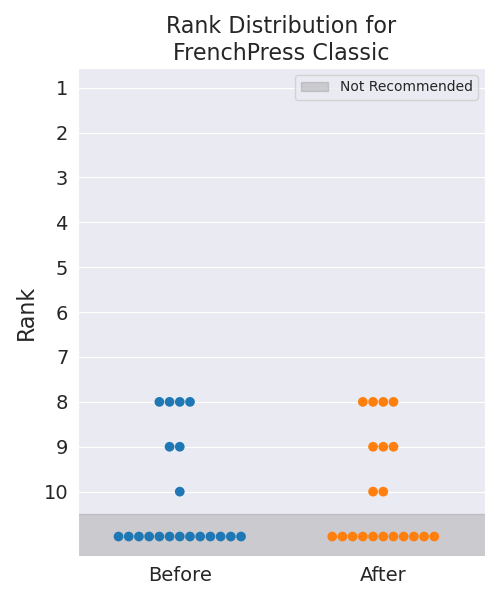 Rank Distribution for
FrenchPress Classic
Not Recommended
1
2
3
4
5
6
7
8
9
10
Rank
Before
After